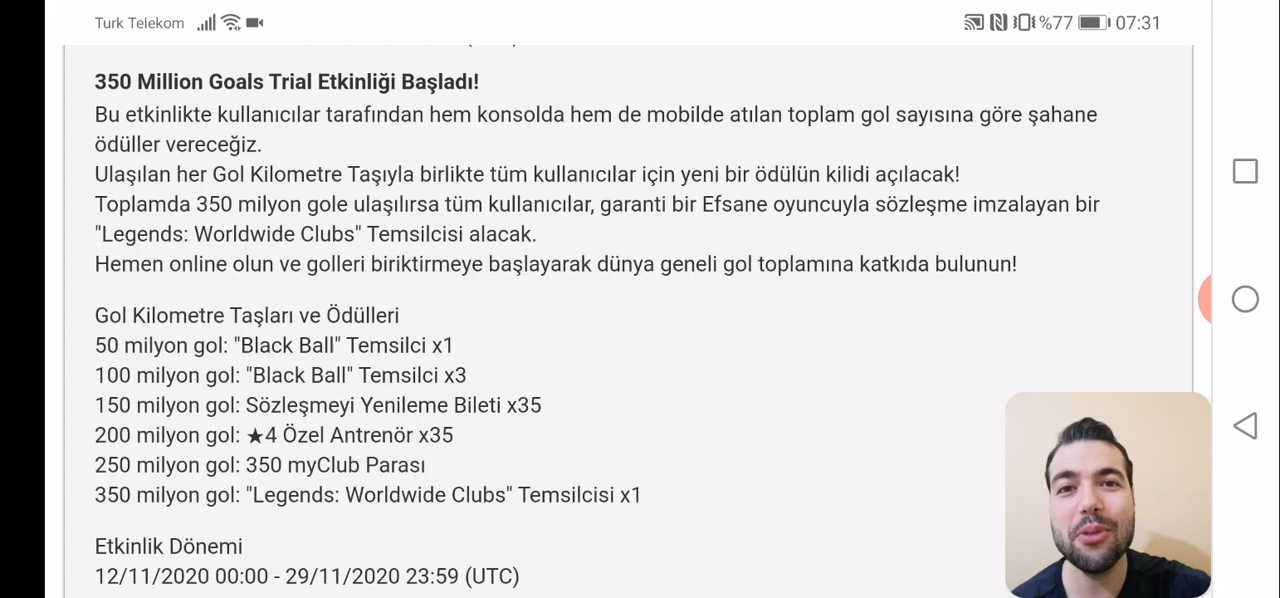 Turk Telekom
%77 07:31
350 Million Goals Trial Etkinliği Başladı!
Bu etkinlikte kullanıcılar tarafından hem konsolda hem de mobilde atılan toplam gol sayısına göre şahane
ödüller vereceğiz.
Ulaşılan her Gol Kilometre Taşıyla birlikte tüm kullanıcılar için yeni bir ödülün kilidi açılacak!
Toplamda 350 milyon gole ulaşılırsa tüm kullanıcılar, garanti bir Efsane oyuncuyla sözleşme imzalayan bir
"Legends: Worldwide Clubs" Temsilcisi alacak.
Hemen online olun ve golleri biriktirmeye başlayarak dünya geneli gol toplamına katkıda bulunun!
Gol Kilometre Taşları ve Ödülleri
50 milyon gol: "Black Ball" Temsilci x1
100 milyon gol: "Black Ball" Temsilci x3
150 milyon gol: Sözleşmeyi Yenileme Bileti x35
200 milyon gol: ★4 Özel Antrenör x35
250 milyon gol: 350 myClub Parası
350 milyon gol: "Legends: Worldwide Clubs" Temsilcisi x1
Etkinlik Dönemi
12/11/2020 00:00 - 29/11/2020 23:59 (UTC)